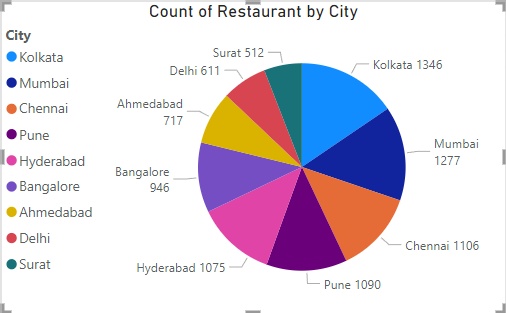 Count of Restaurant by City
City
Kolkata
Mumbai
Chennai
Pune
Hyderabad
Bangalore
Ahmedabad
Delhi
Surat
Surat 512
Kolkata 1346
Delhi 611
Ahmedabad
717
Mumbai
1277
Bangalore
946
Chennai 1106
Hyderabad 1075
Pune 1090